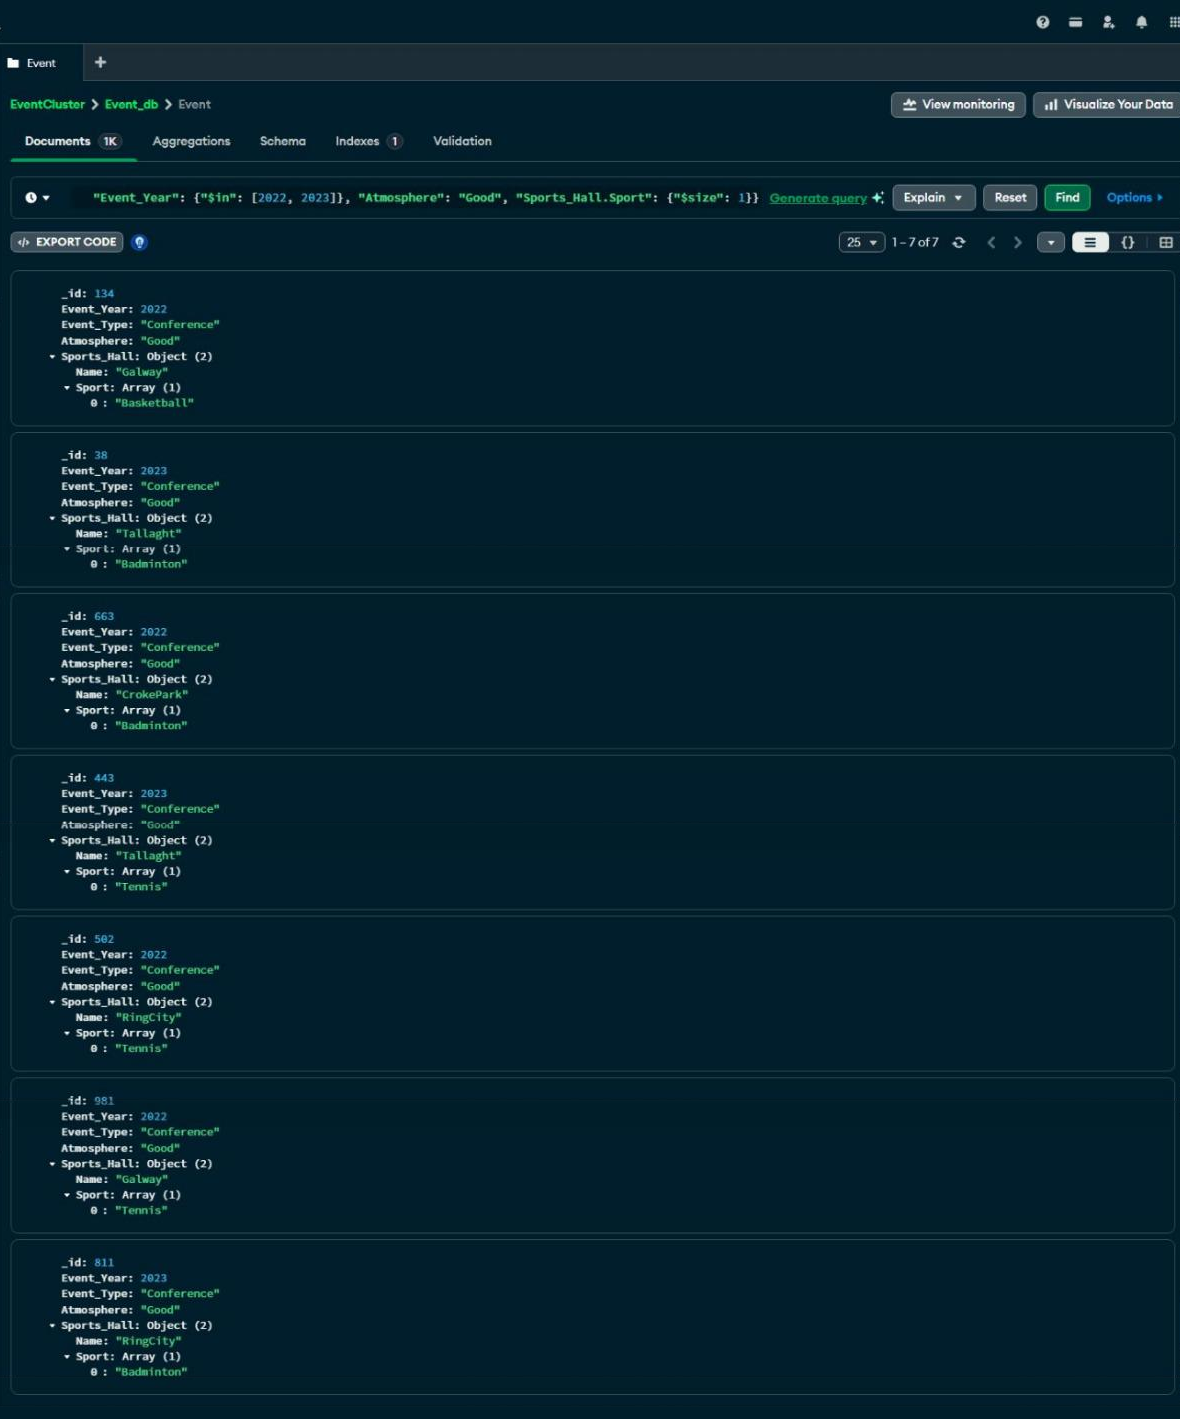 Event
EventCluster > Event_db > Event
View monitoring
Visualize Your Data
Documents 1K
Aggregations
Schema
Indexes 1
Validation
"Event_Year": {"$in": [2022, 2023]}, "Atmosphere": "Good", "Sports_Hall.Sport": {"$size": 1}}
Generate query
Explain
Reset
Find
Options
</> EXPORT CODE
25
1 – 7 of 7
{}
_id: 134
Event_Year: 2022
Event_Type: "Conference"
Atmosphere: "Good"
Sports_Hall: Object (2)
Name: "Galway"
Sport: Array (1)
0 : "Basketball"
_id: 38
Event_Year: 2023
Event_Type: "Conference"
Atmosphere: "Good"
Sports_Hall: Object (2)
Name: "Tallaght"
Sport: Array (1)
0 : "Badminton"
_id: 663
Event_Year: 2022
Event_Type: "Conference"
Atmosphere: "Good"
Sports_Hall: Object (2)
Name: "CrokePark"
Sport: Array (1)
0 : "Badminton"
_id: 443
Event_Year: 2023
Event_Type: "Conference"
Atmosphere: "Good"
Sports_Hall: Object (2)
Name: "Tallaght"
Sport: Array (1)
0 : "Tennis"
_id: 502
Event_Year: 2022
Event_Type: "Conference"
Atmosphere: "Good"
Sports_Hall: Object (2)
Name: "RingCity"
Sport: Array (1)
0 : "Tennis"
_id: 981
Event_Year: 2022
Event_Type: "Conference"
Atmosphere: "Good"
Sports_Hall: Object (2)
Name: "Galway"
Sport: Array (1)
0 : "Tennis"
_id: 811
Event_Year: 2023
Event_Type: "Conference"
Atmosphere: "Good"
Sports_Hall: Object (2)
Name: "RingCity"
Sport: Array (1)
0 : "Badminton"